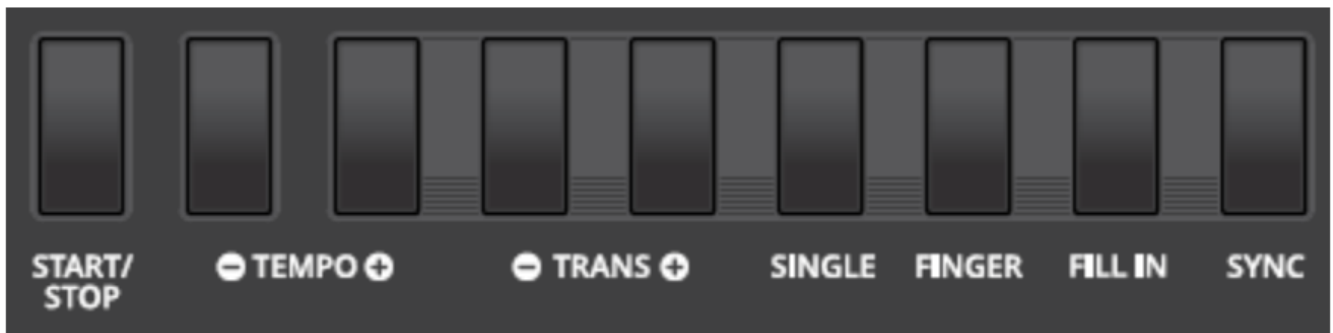 START/
STOP
⊖ TEMPO ⊕
⊖ TRANS ⊕
SINGLE
FINGER
FILL IN
SYNC